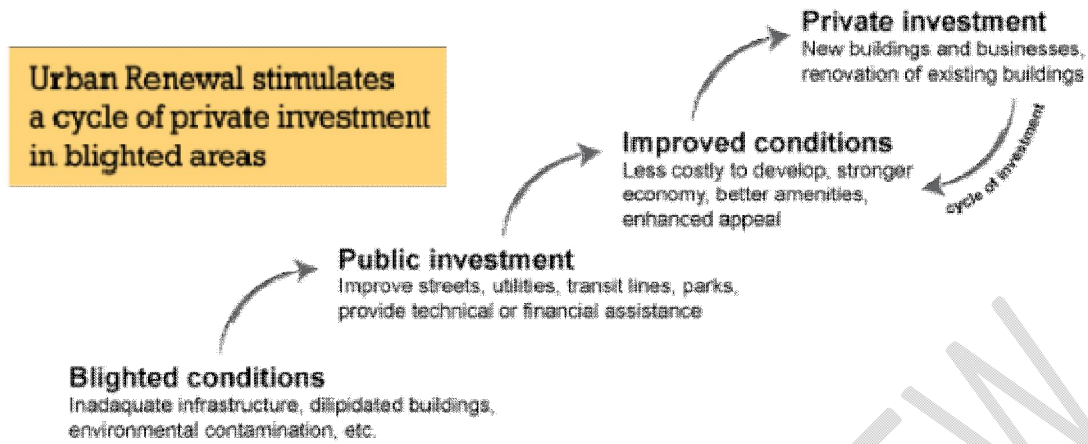 Urban Renewal stimulates
a cycle of private investment
in blighted areas
Private investment
New buildings and businesses,
renovation of existing buildings
cycle of investment
Improved conditions
Less costly to develop, stronger
economy, better amenities,
enhanced appeal
Public investment
Improve streets, utilities, transit lines, parks,
provide technical or financial assistance
Blighted conditions
Inadaquate infrastructure, dilipidated buildings,
environmental contamination, etc.
EW